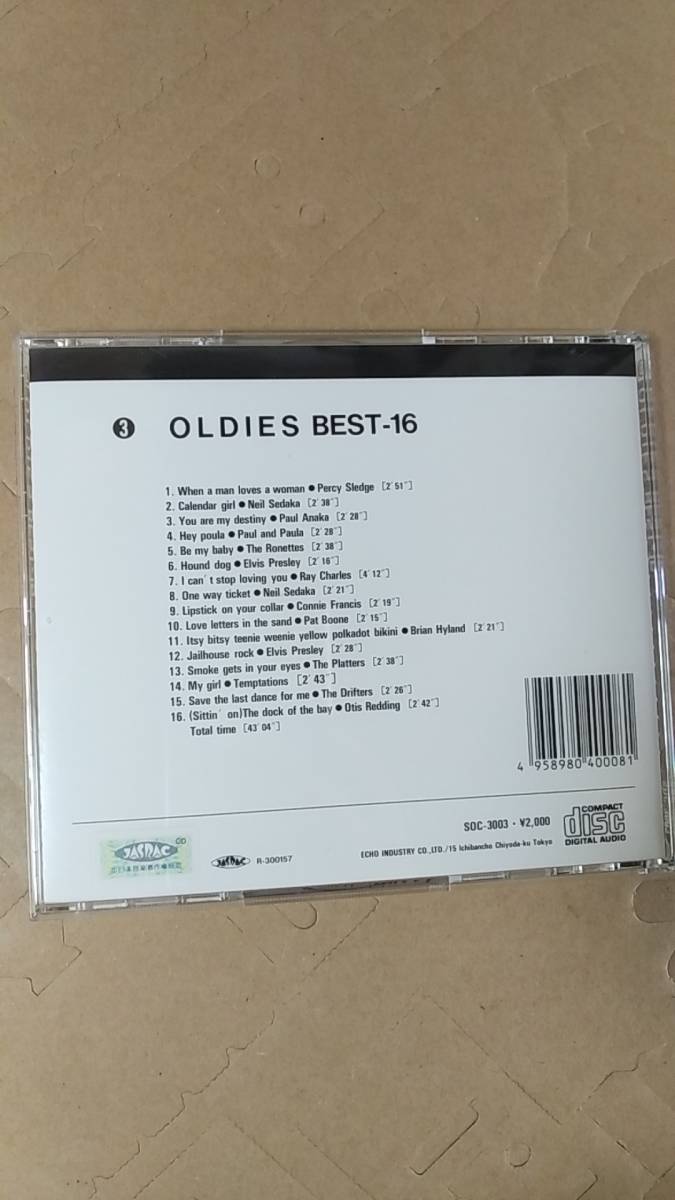 3 OLDIES BEST-16
1. When a man loves a woman ● Percy Sledge [2'51"]
2. Calendar girl ● Neil Sedaka [2'38"]
3. You are my destiny ● Paul Anaka [2'28"]
4. Hey poula ● Paul and Paula [2'28"]
5. Be my baby ● The Ronettes [2'38"]
6. Hound dog ● Elvis Presley [2'16"]
7. I can't stop loving you ● Ray Charles [4'12"]
8. One way ticket ● Neil Sedaka [2'21"]
9. Lipstick on your collar ● Connie Francis [2'19"]
10. Love letters in the sand ● Pat Boone [2'15"]
11. Itsy bitsy teenie weenie yellow polkadot bikini ● Brian Hyland [2'21"]
12. Jailhouse rock ● Elvis Presley [2'28"]
13. Smoke gets in your eyes ● The Platters [2'38"]
14. My girl ● Temptations [2'43"]
15. Save the last dance for me ● The Drifters [2'26"]
16. (Sittin' on)The dock of the bay ● Otis Redding [2'42"]
Total time [43'04"]
4 958980 400081
SOC-3003・¥2,000
COMPACT
disc
DIGITAL AUDIO
CD
JASRAC
JASRAC R-300157
ECHO INDUSTRY CO.,LTD./15 Ichibancho Chiyoda-ku Tokyo